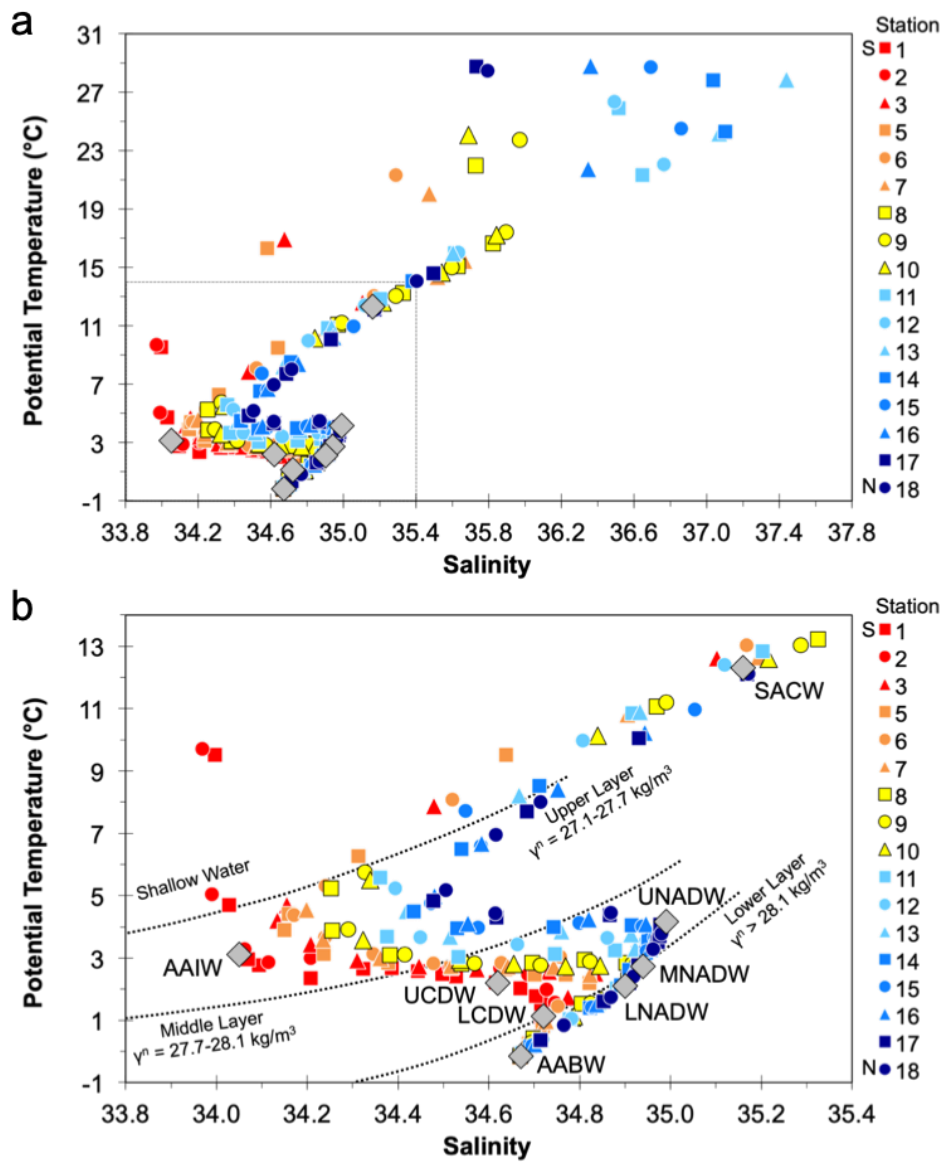 a
31
27
23
19
15
11
7
3
-1
Potential Temperature (°C)
33.8 34.2 34.6 35.0 35.4 35.8 36.2 36.6 37.0 37.4 37.8
Salinity
Station
S 1
2
3
5
6
7
8
9
10
11
12
13
14
15
16
17
N 18
b
13
11
9
7
5
3
1
-1
Potential Temperature (°C)
SACW
Upper Layer
γⁿ = 27.1-27.7 kg/m³
Shallow Water
UNADW
Lower Layer
γⁿ > 28.1 kg/m³
AAIW
MNADW
UCDW
LNADW
LCDW
Middle Layer
γⁿ = 27.7-28.1 kg/m³
AABW
33.8 34.0 34.2 34.4 34.6 34.8 35.0 35.2 35.4
Salinity
Station
S 1
2
3
5
6
7
8
9
10
11
12
13
14
15
16
17
N 18